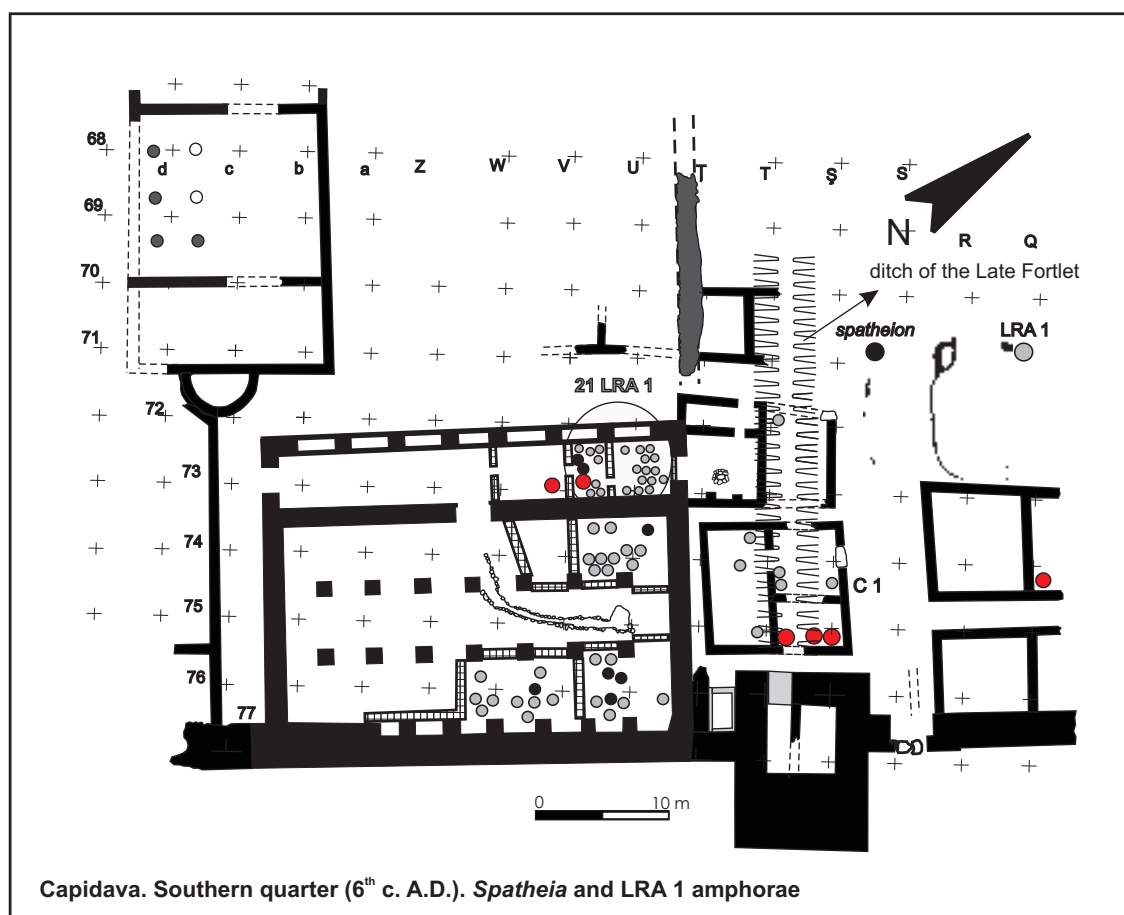 68
d c b a Z W V U Ț T Ş S
69
N R Q
70
ditch of the Late Fortlet
71
spatheion LRA 1
21 LRA 1
72
73
74
75
C 1
76
77
0 10 m
Capidava. Southern quarter (6th c. A.D.). Spatheia and LRA 1 amphorae